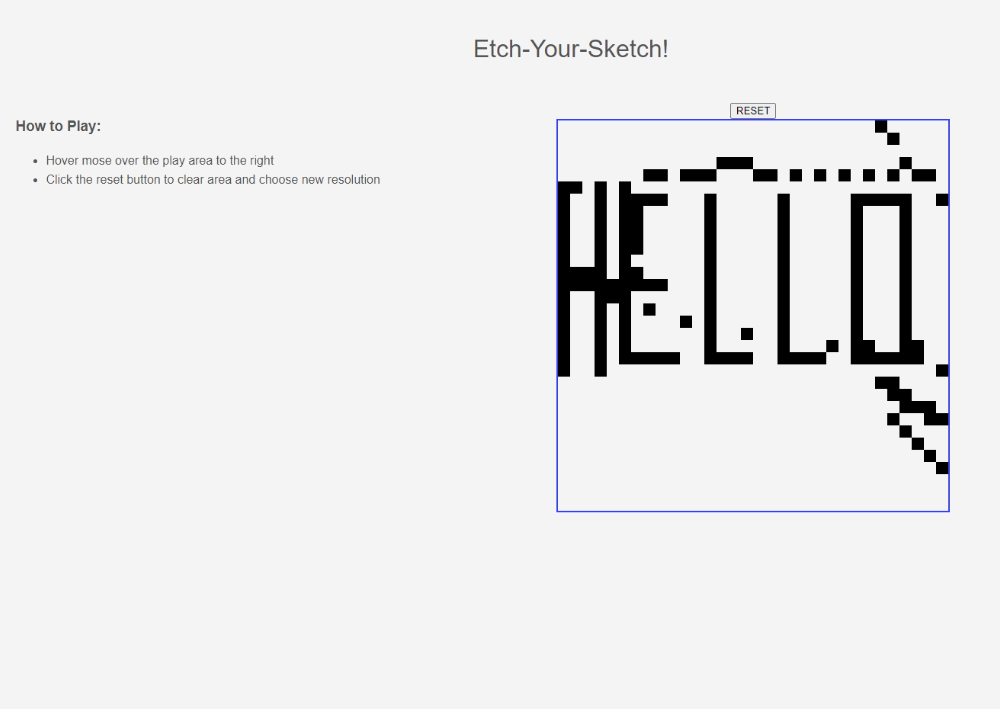 Etch-Your-Sketch!
RESET
How to Play:
Hover mose over the play area to the right
Click the reset button to clear area and choose new resolution
HELLO